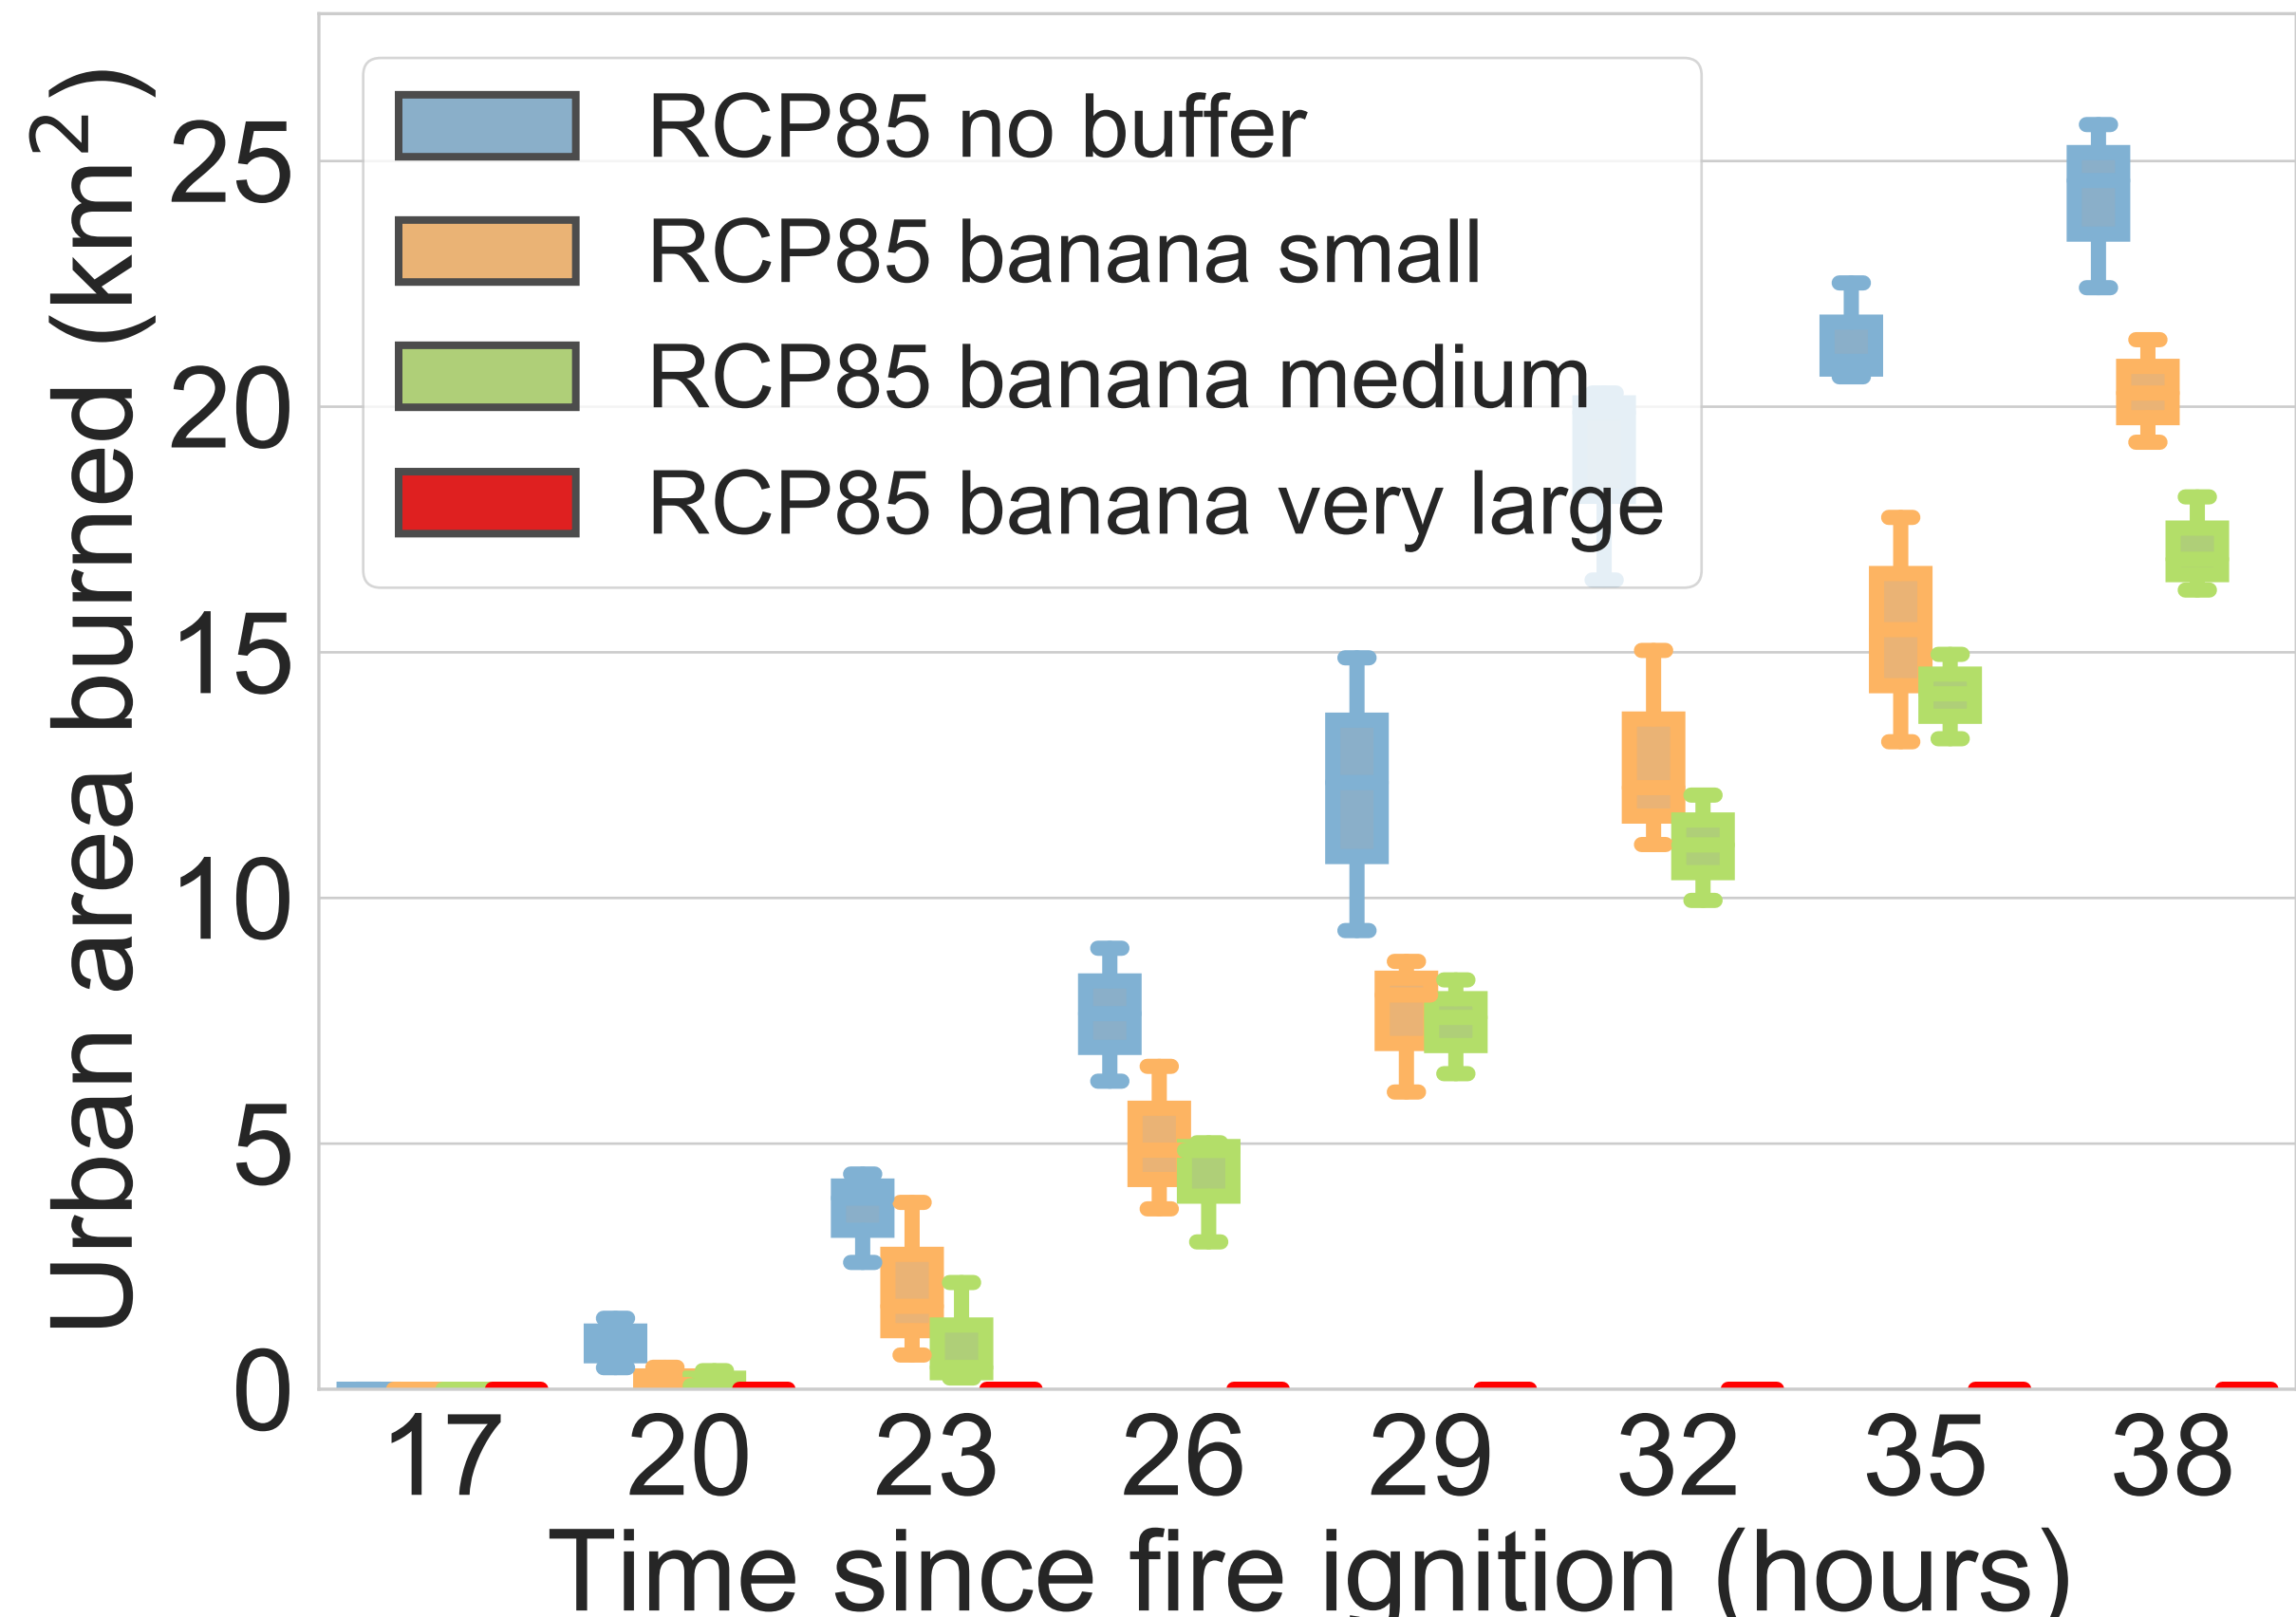 Urban area burned (km²)
25
20
15
10
5
0
RCP85 no buffer
RCP85 banana small
RCP85 banana medium
RCP85 banana very large
17 20 23 26 29 32 35 38
Time since fire ignition (hours)